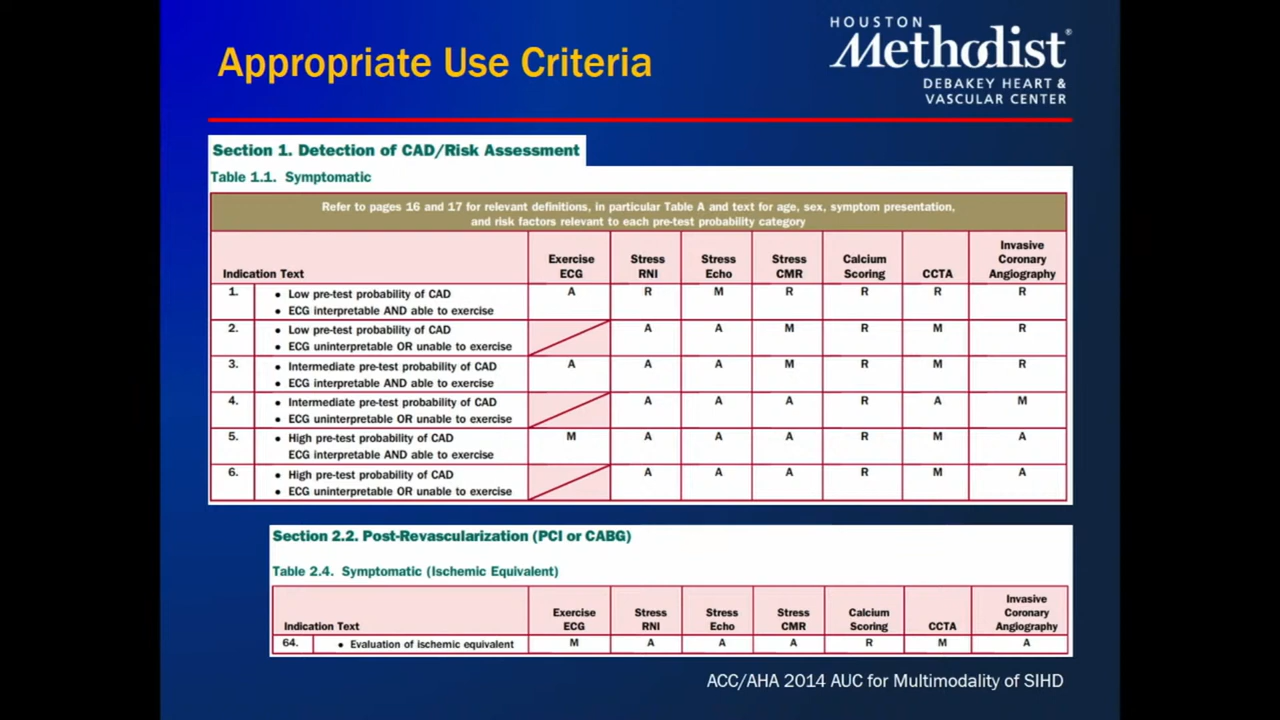 Appropriate Use Criteria
HOUSTON
Methodist®
DEBAKEY HEART &
VASCULAR CENTER
Section 1. Detection of CAD/Risk Assessment
Table 1.1. Symptomatic
Refer to pages 16 and 17 for relevant definitions, in particular Table A and text for age, sex, symptom presentation,
and risk factors relevant to each pre-test probability category
Indication Text Exercise ECG Stress RNI Stress Echo Stress CMR Calcium Scoring CCTA Invasive Coronary Angiography
1. • Low pre-test probability of CAD A R M R R R R
• ECG interpretable AND able to exercise
2. • Low pre-test probability of CAD A A M R M R
• ECG uninterpretable OR unable to exercise
3. • Intermediate pre-test probability of CAD A A A M R M R
• ECG interpretable AND able to exercise
4. • Intermediate pre-test probability of CAD A A A R A M
• ECG uninterpretable OR unable to exercise
5. • High pre-test probability of CAD M A A A R M A
ECG interpretable AND able to exercise
6. • High pre-test probability of CAD A A A R M A
• ECG uninterpretable OR unable to exercise
Section 2.2. Post-Revascularization (PCI or CABG)
Table 2.4. Symptomatic (Ischemic Equivalent)
Indication Text Exercise ECG Stress RNI Stress Echo Stress CMR Calcium Scoring CCTA Invasive Coronary Angiography
64. • Evaluation of ischemic equivalent M A A A R M A
ACC/AHA 2014 AUC for Multimodality of SIHD